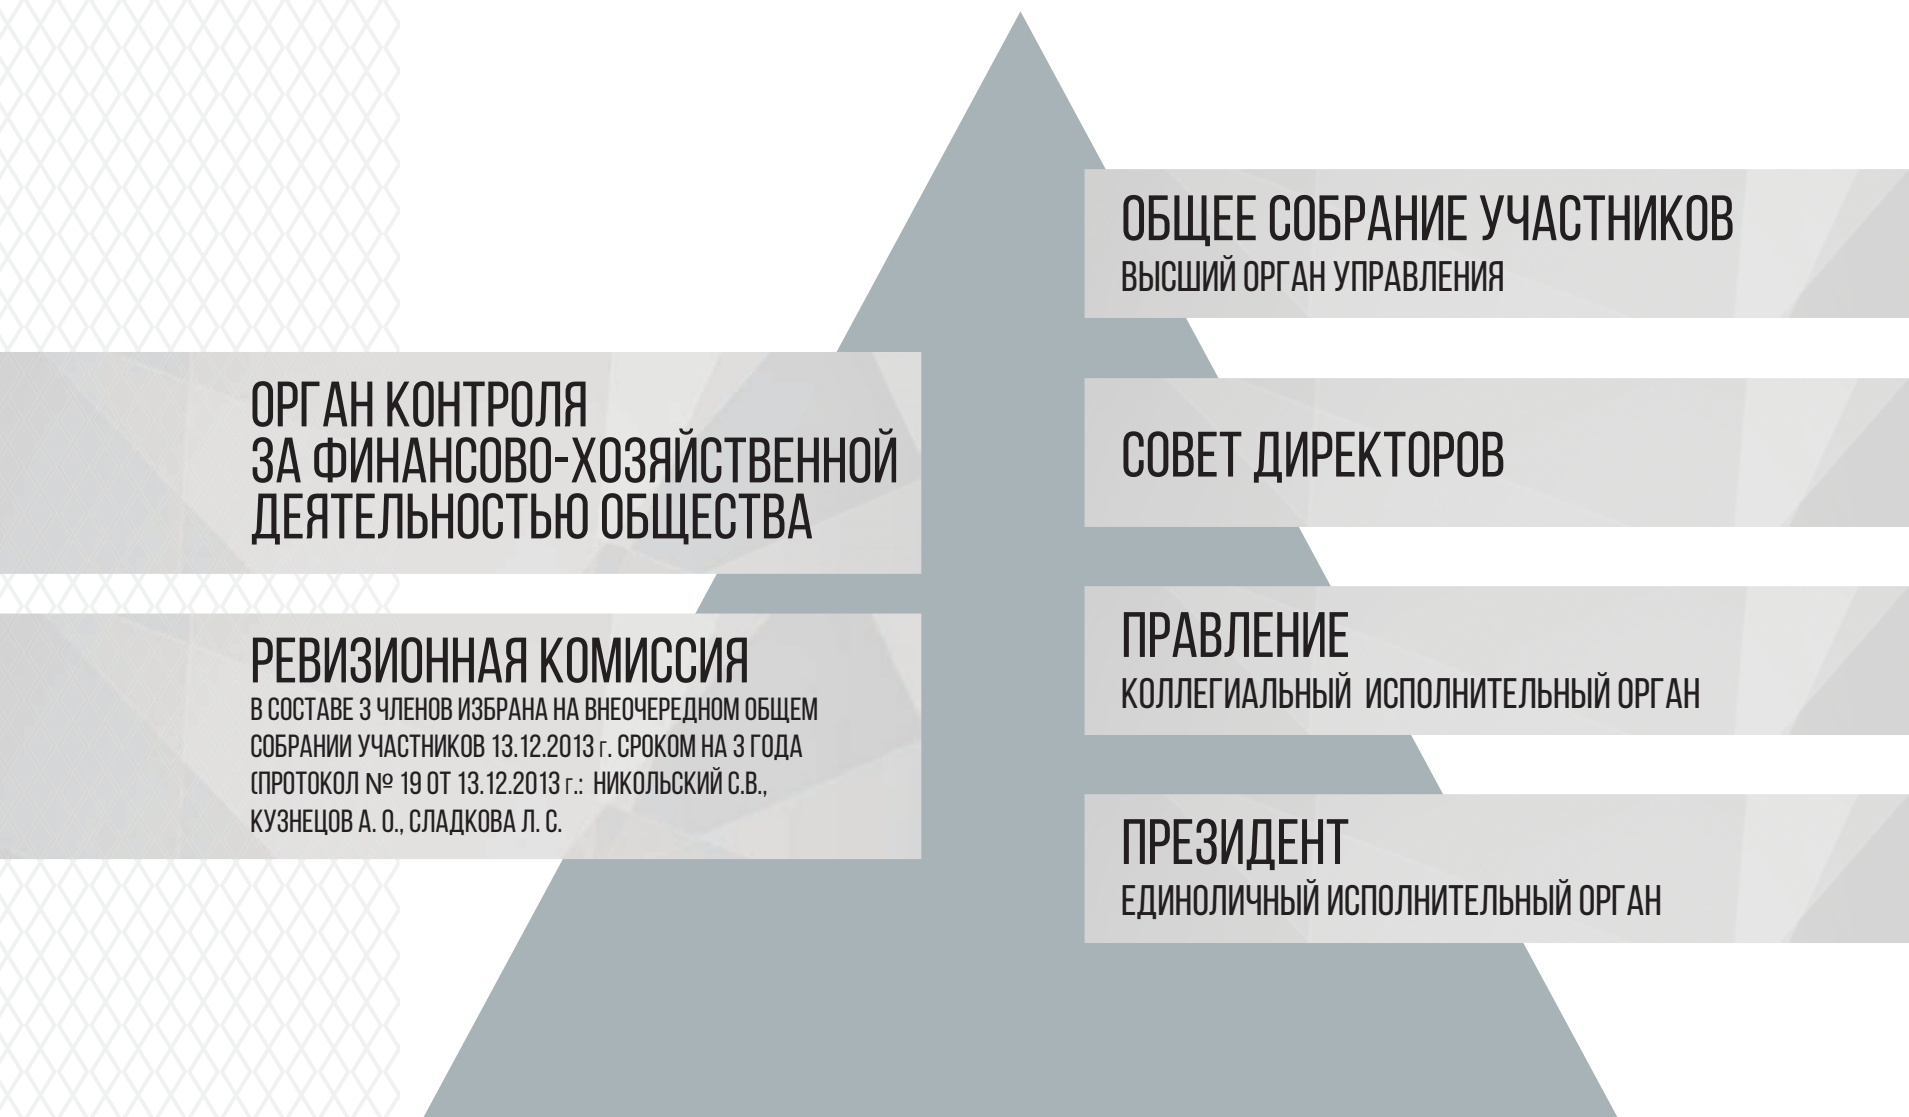 ОБЩЕЕ СОБРАНИЕ УЧАСТНИКОВ
ВЫСШИЙ ОРГАН УПРАВЛЕНИЯ
СОВЕТ ДИРЕКТОРОВ
ПРАВЛЕНИЕ
КОЛЛЕГИАЛЬНЫЙ ИСПОЛНИТЕЛЬНЫЙ ОРГАН
ПРЕЗИДЕНТ
ЕДИНОЛИЧНЫЙ ИСПОЛНИТЕЛЬНЫЙ ОРГАН
ОРГАН КОНТРОЛЯ
ЗА ФИНАНСОВО-ХОЗЯЙСТВЕННОЙ
ДЕЯТЕЛЬНОСТЬЮ ОБЩЕСТВА
РЕВИЗИОННАЯ КОМИССИЯ
В СОСТАВЕ 3 ЧЛЕНОВ ИЗБРАНА НА ВНЕОЧЕРЕДНОМ ОБЩЕМ
СОБРАНИИ УЧАСТНИКОВ 13.12.2013 г. СРОКОМ НА 3 ГОДА
(ПРОТОКОЛ № 19 ОТ 13.12.2013 г.: НИКОЛЬСКИЙ С.В.,
КУЗНЕЦОВ А. О., СЛАДКОВА Л. С.